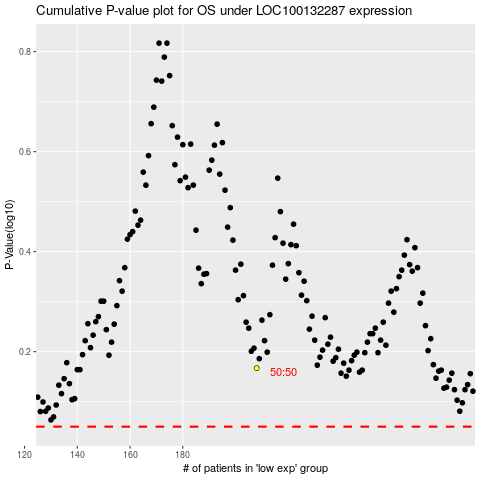 Cumulative P-value plot for OS under LOC100132287 expression
P-Value(log10)
0.8
0.6
0.4
0.2
50:50
120 140 160 180
# of patients in 'low exp' group